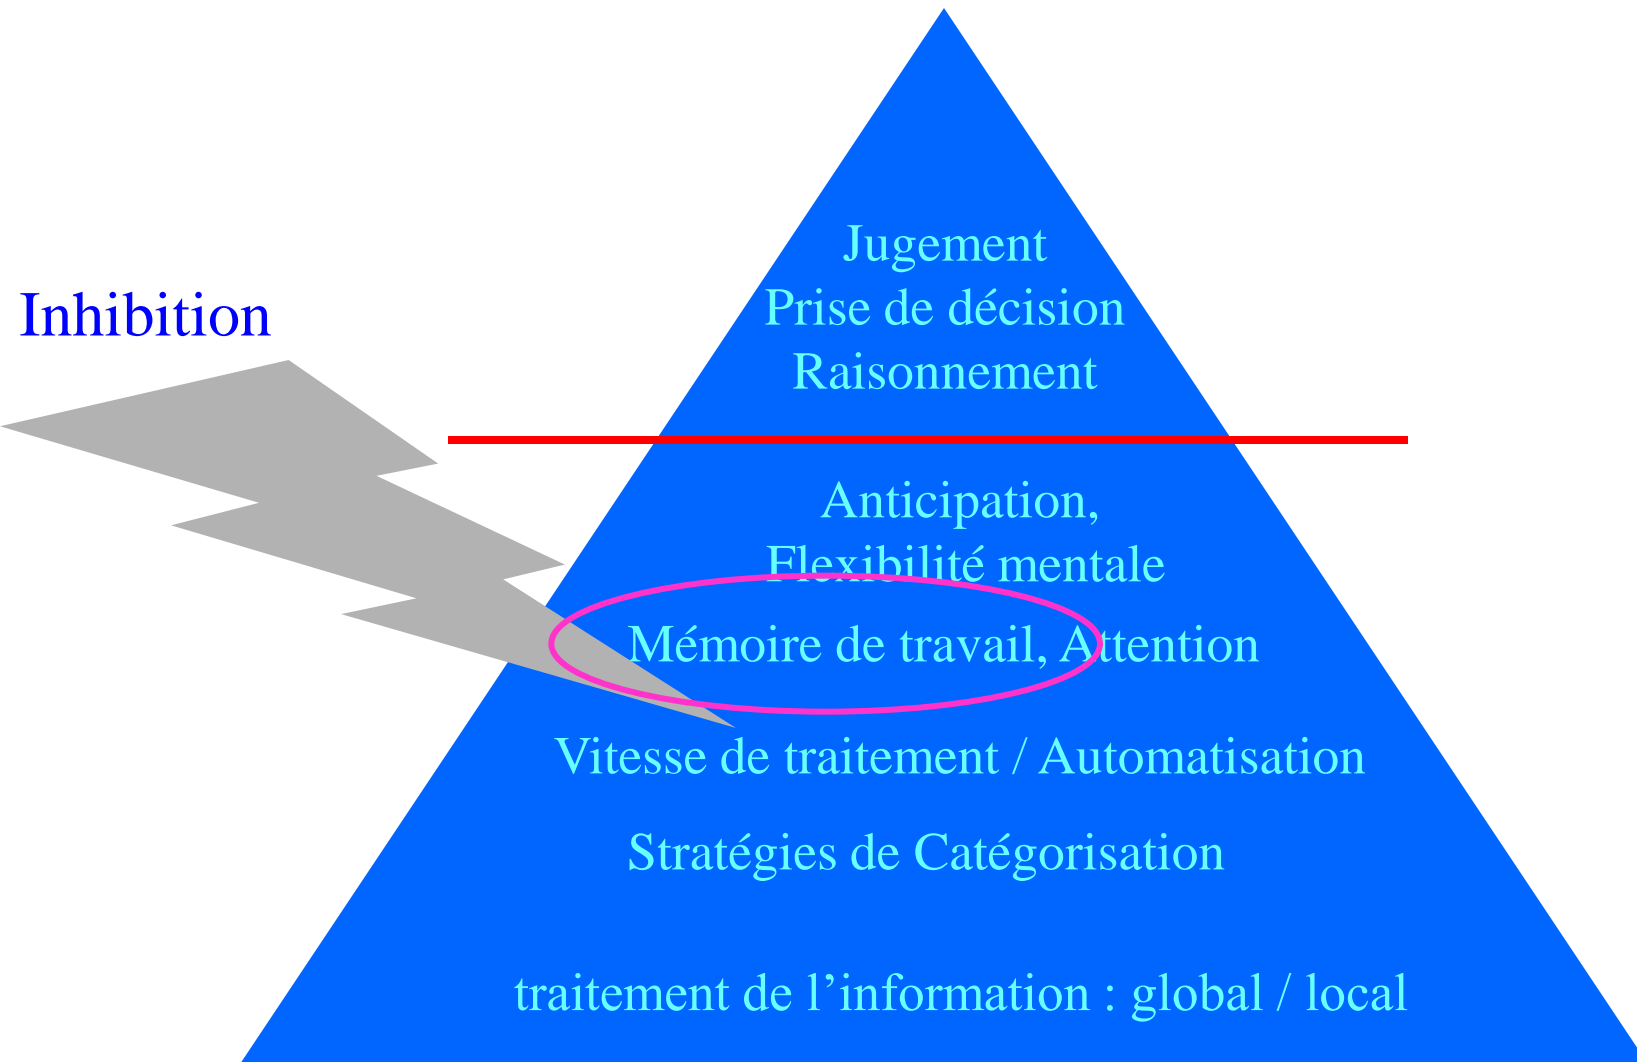 Jugement
Prise de décision
Raisonnement
Inhibition
Anticipation,
Flexibilité mentale
Mémoire de travail, Attention
Vitesse de traitement / Automatisation
Stratégies de Catégorisation
traitement de l’information : global / local